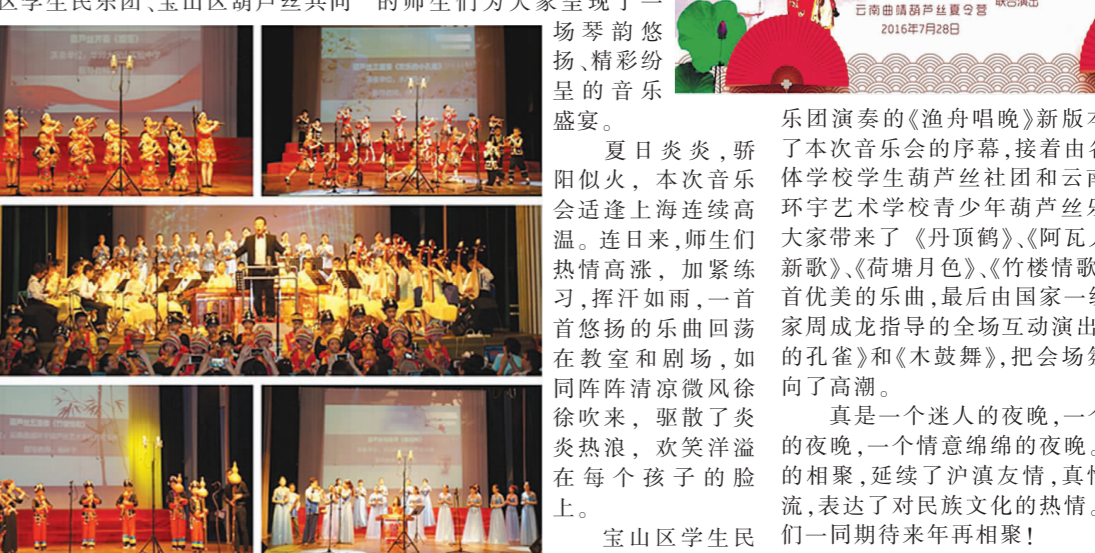 区学生民乐团、宝山区葫芦丝共同
的师生们为大家呈现了一
场琴韵悠
扬、精彩纷
呈的音乐
盛宴。
夏日炎炎,骄
阳似火,本次音乐
会适逢上海连续高
温。连日来,师生们
热情高涨,加紧练
习,挥汗如雨,一首
首悠扬的乐曲回荡
在教室和剧场,如
同阵阵清凉微风徐
徐吹来,驱散了炎
炎热浪,欢笑洋溢
在每个孩子的脸
上。
宝山区学生民
云南曲靖葫芦丝夏令营
联合演出
2016年7月28日
乐团演奏的《渔舟唱晚》新版本
了本次音乐会的序幕,接着由各
体学校学生葫芦丝社团和云南
环宇艺术学校青少年葫芦丝乐
大家带来了《丹顶鹤》、《阿瓦人
新歌》、《荷塘月色》、《竹楼情歌
首优美的乐曲,最后由国家一级
家周成龙指导的全场互动演出
的孔雀》和《木鼓舞》,把会场
向了高潮。
真是一个迷人的夜晚,一个
的夜晚,一个情意绵绵的夜晚。
的相聚,延续了沪滇友情,真情
流,表达了对民族文化的热情。
们一同期待来年再相聚!